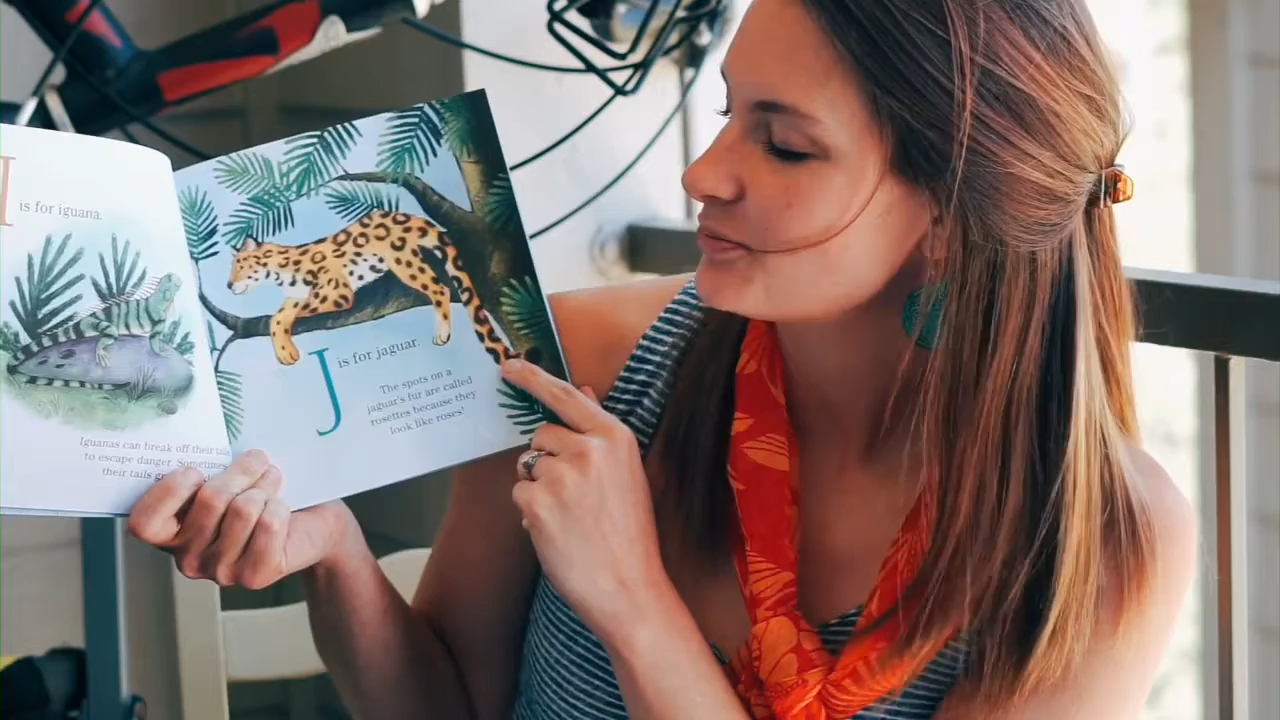 I is for iguana.
Iguanas can break off their
to escape danger. Sometimes
their tails
J is for jaguar.
The spots on a
jaguar's fur are called
rosettes because they
look like roses!